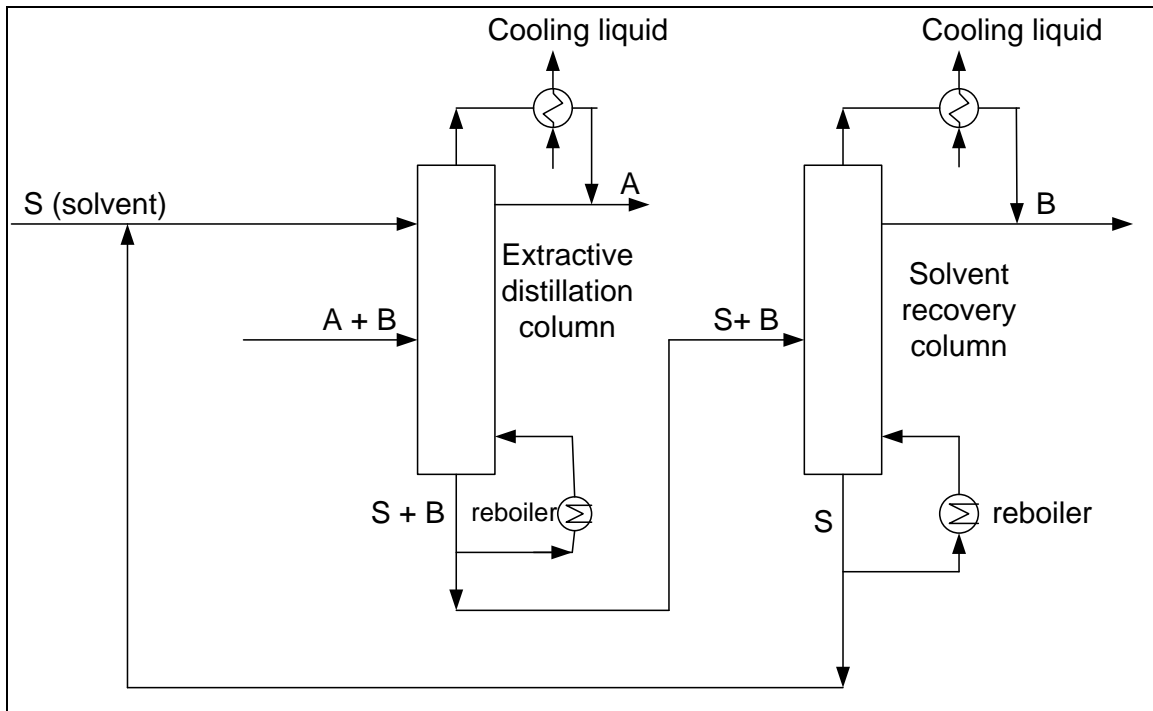 Cooling liquid
Cooling liquid
A
S (solvent)
B
Extractive
distillation
column
Solvent
recovery
column
A + B
S+ B
S + B
reboiler
S
reboiler